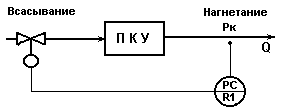 Всасывание
Нагнетание
Рк
П К У
Q
PC
R1